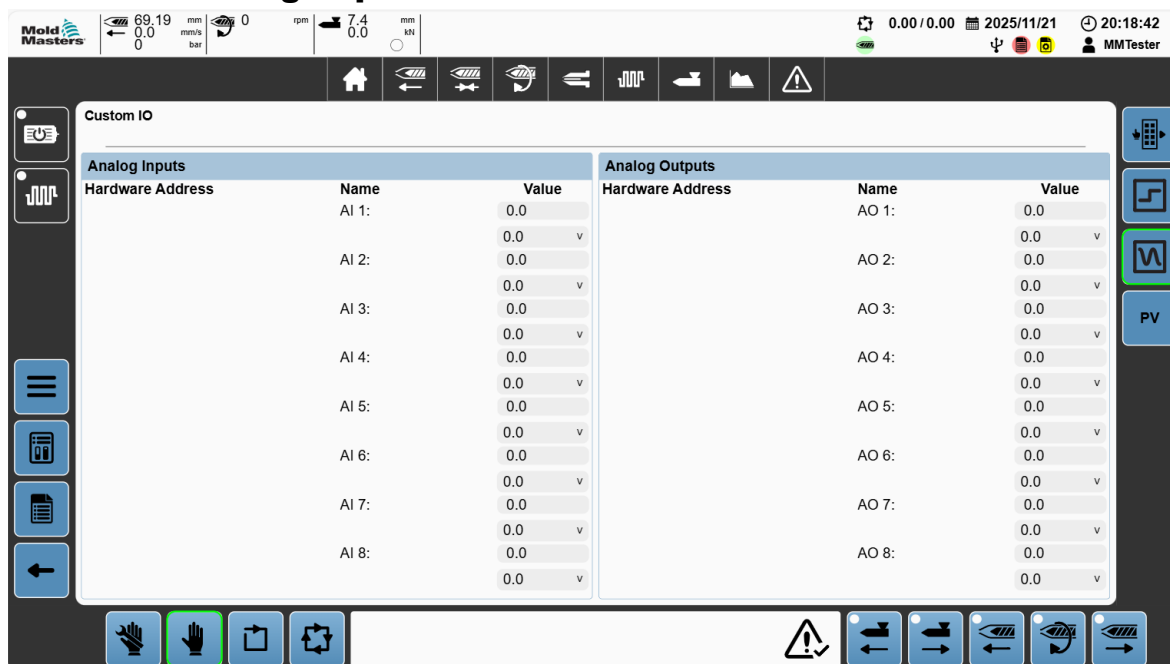 Mold Masters
69.19 mm
0.0 mm/s
0 bar
0 rpm
7.4 mm
0.0 kN
0.00 / 0.00 2025/11/21 20:18:42
MMTester
Custom IO
Analog Inputs
Hardware Address Name Value
AI 1: 0.0
0.0 v
AI 2: 0.0
0.0 v
AI 3: 0.0
0.0 v
AI 4: 0.0
0.0 v
AI 5: 0.0
0.0 v
AI 6: 0.0
0.0 v
AI 7: 0.0
0.0 v
AI 8: 0.0
0.0 v
Analog Outputs
Hardware Address Name Value
AO 1: 0.0
0.0 v
AO 2: 0.0
0.0 v
AO 3: 0.0
0.0 v
AO 4: 0.0
0.0 v
AO 5: 0.0
0.0 v
AO 6: 0.0
0.0 v
AO 7: 0.0
0.0 v
AO 8: 0.0
0.0 v
PV